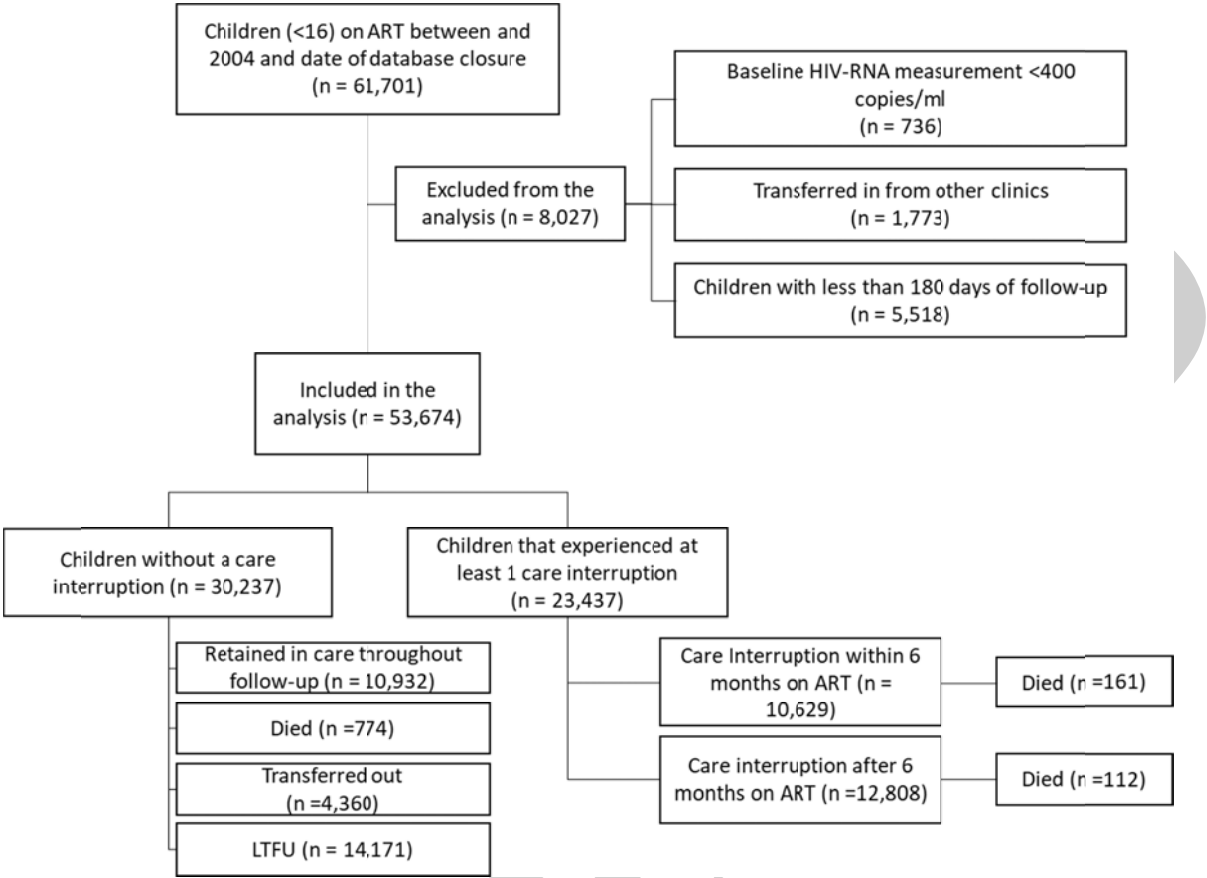 Children (<16) on ART between and
2004 and date of database closure
(n = 61,701)
Baseline HIV-RNA measurement <400
copies/ml
(n = 736)
Excluded from the
analysis (n = 8,027)
Transferred in from other clinics
(n = 1,773)
Children with less than 180 days of follow-up
(n = 5,518)
Included in the
analysis (n = 53,674)
Children without a care
interruption (n = 30,237)
Children that experienced at
least 1 care interruption
(n = 23,437)
Retained in care throughout
follow-up (n = 10,932)
Died (n =774)
Transferred out
(n =4,360)
LTFU (n = 14,171)
Care Interruption within 6
months on ART (n =
10,629)
Died (n =161)
Care interruption after 6
months on ART (n =12,808)
Died (n =112)